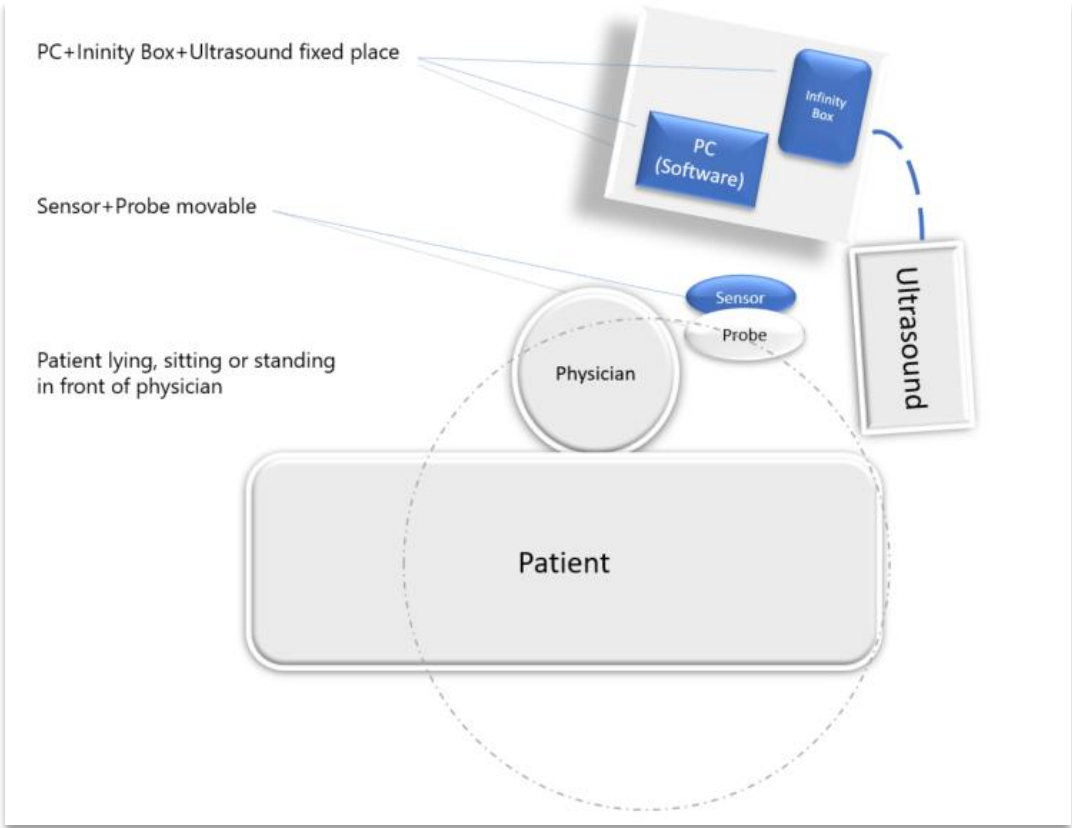 PC+Ininity Box+Ultrasound fixed place
Infinity
Box
PC
(Software)
Sensor+Probe movable
Ultrasound
Sensor
Probe
Patient lying, sitting or standing
in front of physician
Physician
Patient